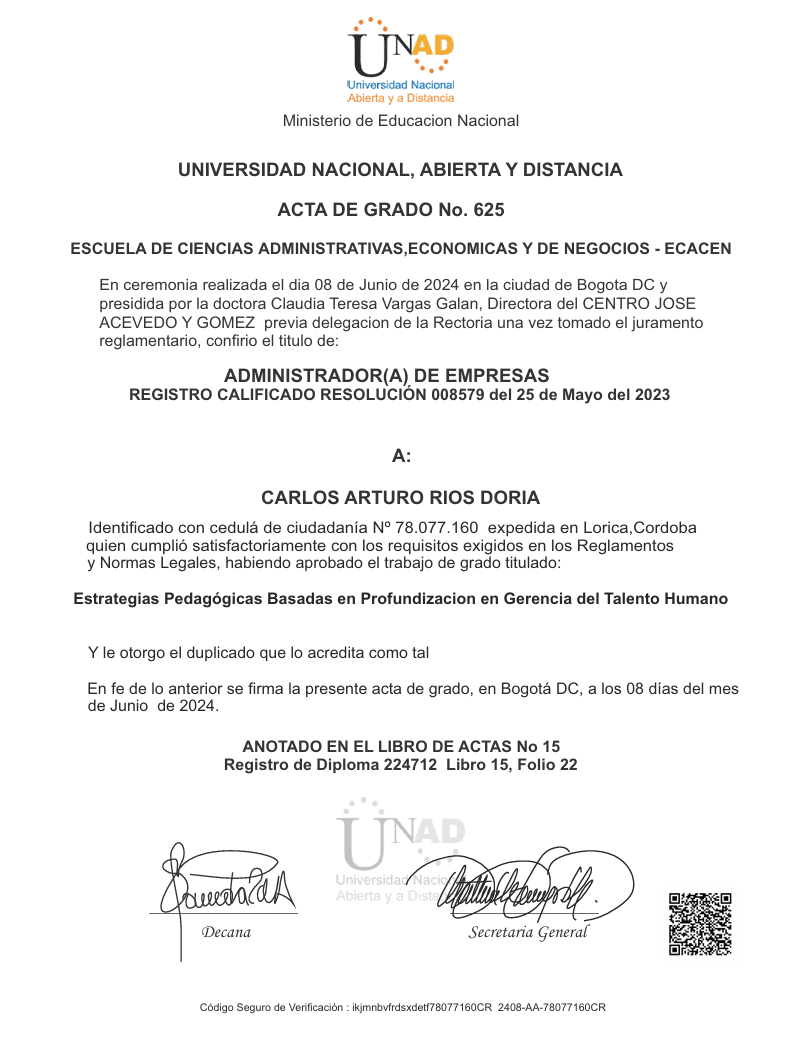 UNAD
Universidad Nacional
Abierta y a Distancia
Ministerio de Educacion Nacional
UNIVERSIDAD NACIONAL, ABIERTA Y DISTANCIA
ACTA DE GRADO No. 625
ESCUELA DE CIENCIAS ADMINISTRATIVAS,ECONOMICAS Y DE NEGOCIOS - ECACEN
En ceremonia realizada el dia 08 de Junio de 2024 en la ciudad de Bogota DC y
presidida por la doctora Claudia Teresa Vargas Galan, Directora del CENTRO JOSE
ACEVEDO Y GOMEZ previa delegacion de la Rectoria una vez tomado el juramento
reglamentario, confirio el titulo de:
ADMINISTRADOR(A) DE EMPRESAS
REGISTRO CALIFICADO RESOLUCIÓN 008579 del 25 de Mayo del 2023
A:
CARLOS ARTURO RIOS DORIA
Identificado con cedulá de ciudadanía Nº 78.077.160 expedida en Lorica,Cordoba
quien cumplió satisfactoriamente con los requisitos exigidos en los Reglamentos
y Normas Legales, habiendo aprobado el trabajo de grado titulado:
Estrategias Pedagógicas Basadas en Profundizacion en Gerencia del Talento Humano
Y le otorgo el duplicado que lo acredita como tal
En fe de lo anterior se firma la presente acta de grado, en Bogotá DC, a los 08 días del mes
de Junio de 2024.
ANOTADO EN EL LIBRO DE ACTAS No 15
Registro de Diploma 224712 Libro 15, Folio 22
UNAD
Universidad Nacio
Abierta y a Dista
Decana
Secretaria General
Código Seguro de Verificación : ikjmnbvfrdsxdetf78077160CR 2408-AA-78077160CR